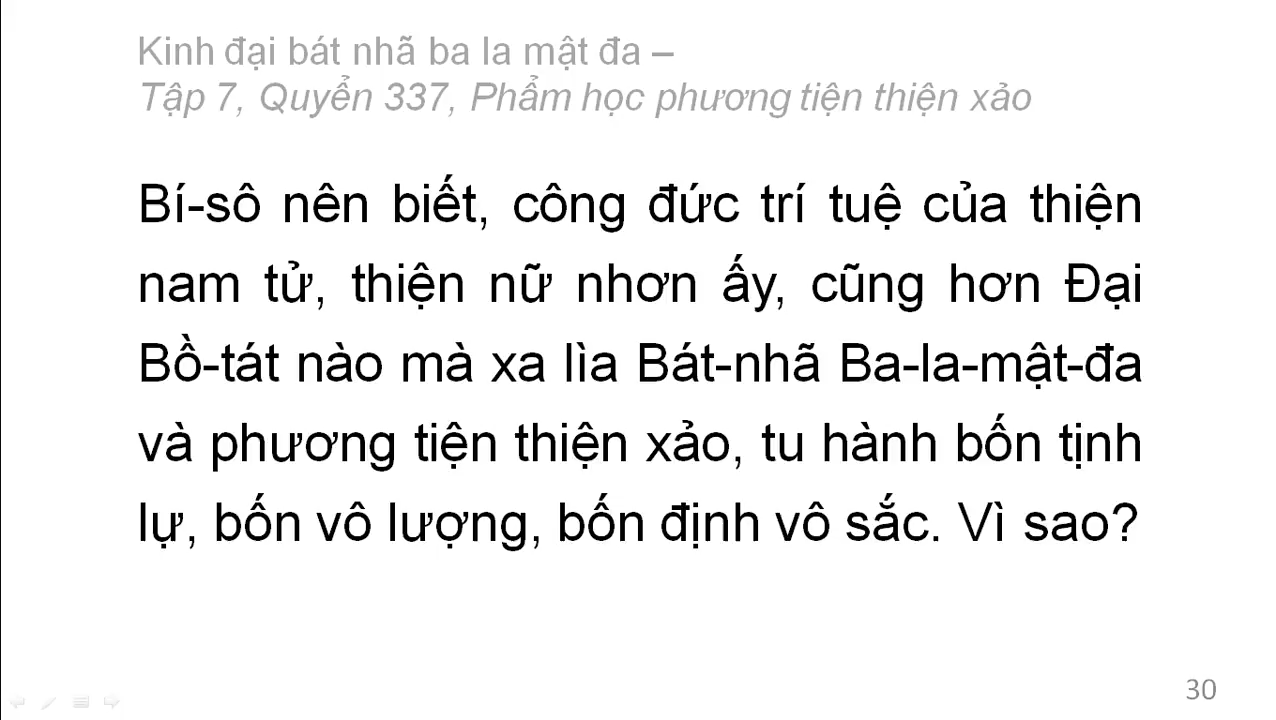 Kinh đại bát nhã ba la mật đa –
Tập 7, Quyển 337, Phẩm học phương tiện thiện xảo
Bí-sô nên biết, công đức trí tuệ của thiện
nam tử, thiện nữ nhơn ấy, cũng hơn Đại
Bồ-tát nào mà xa lìa Bát-nhã Ba-la-mật-đa
và phương tiện thiện xảo, tu hành bốn tịnh
lự, bốn vô lượng, bốn định vô sắc. Vì sao?
30